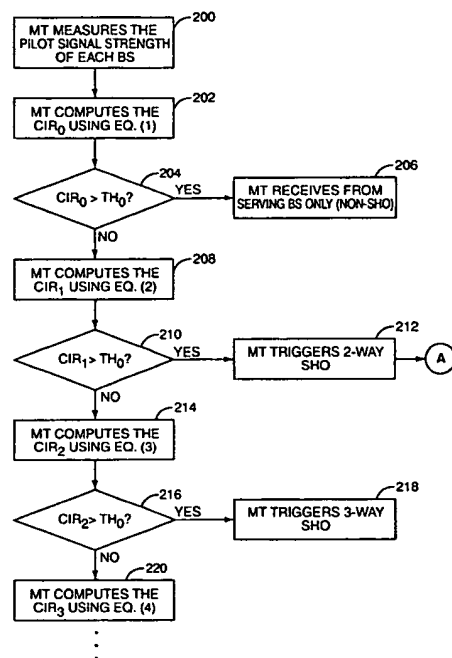 200
MT MEASURES THE
PILOT SIGNAL STRENGTH
OF EACH BS
202
MT COMPUTES THE
CIR0 USING EQ. (1)
204
CIR0 > TH0?
YES
206
MT RECEIVES FROM
SERVING BS ONLY (NON-SHO)
NO
208
MT COMPUTES THE
CIR1 USING EQ. (2)
210
CIR1 > TH0?
YES
212
MT TRIGGERS 2-WAY
SHO
A
NO
214
MT COMPUTES THE
CIR2 USING EQ. (3)
216
CIR2> TH0?
YES
218
MT TRIGGERS 3-WAY
SHO
NO
220
MT COMPUTES THE
CIR3 USING EQ. (4)